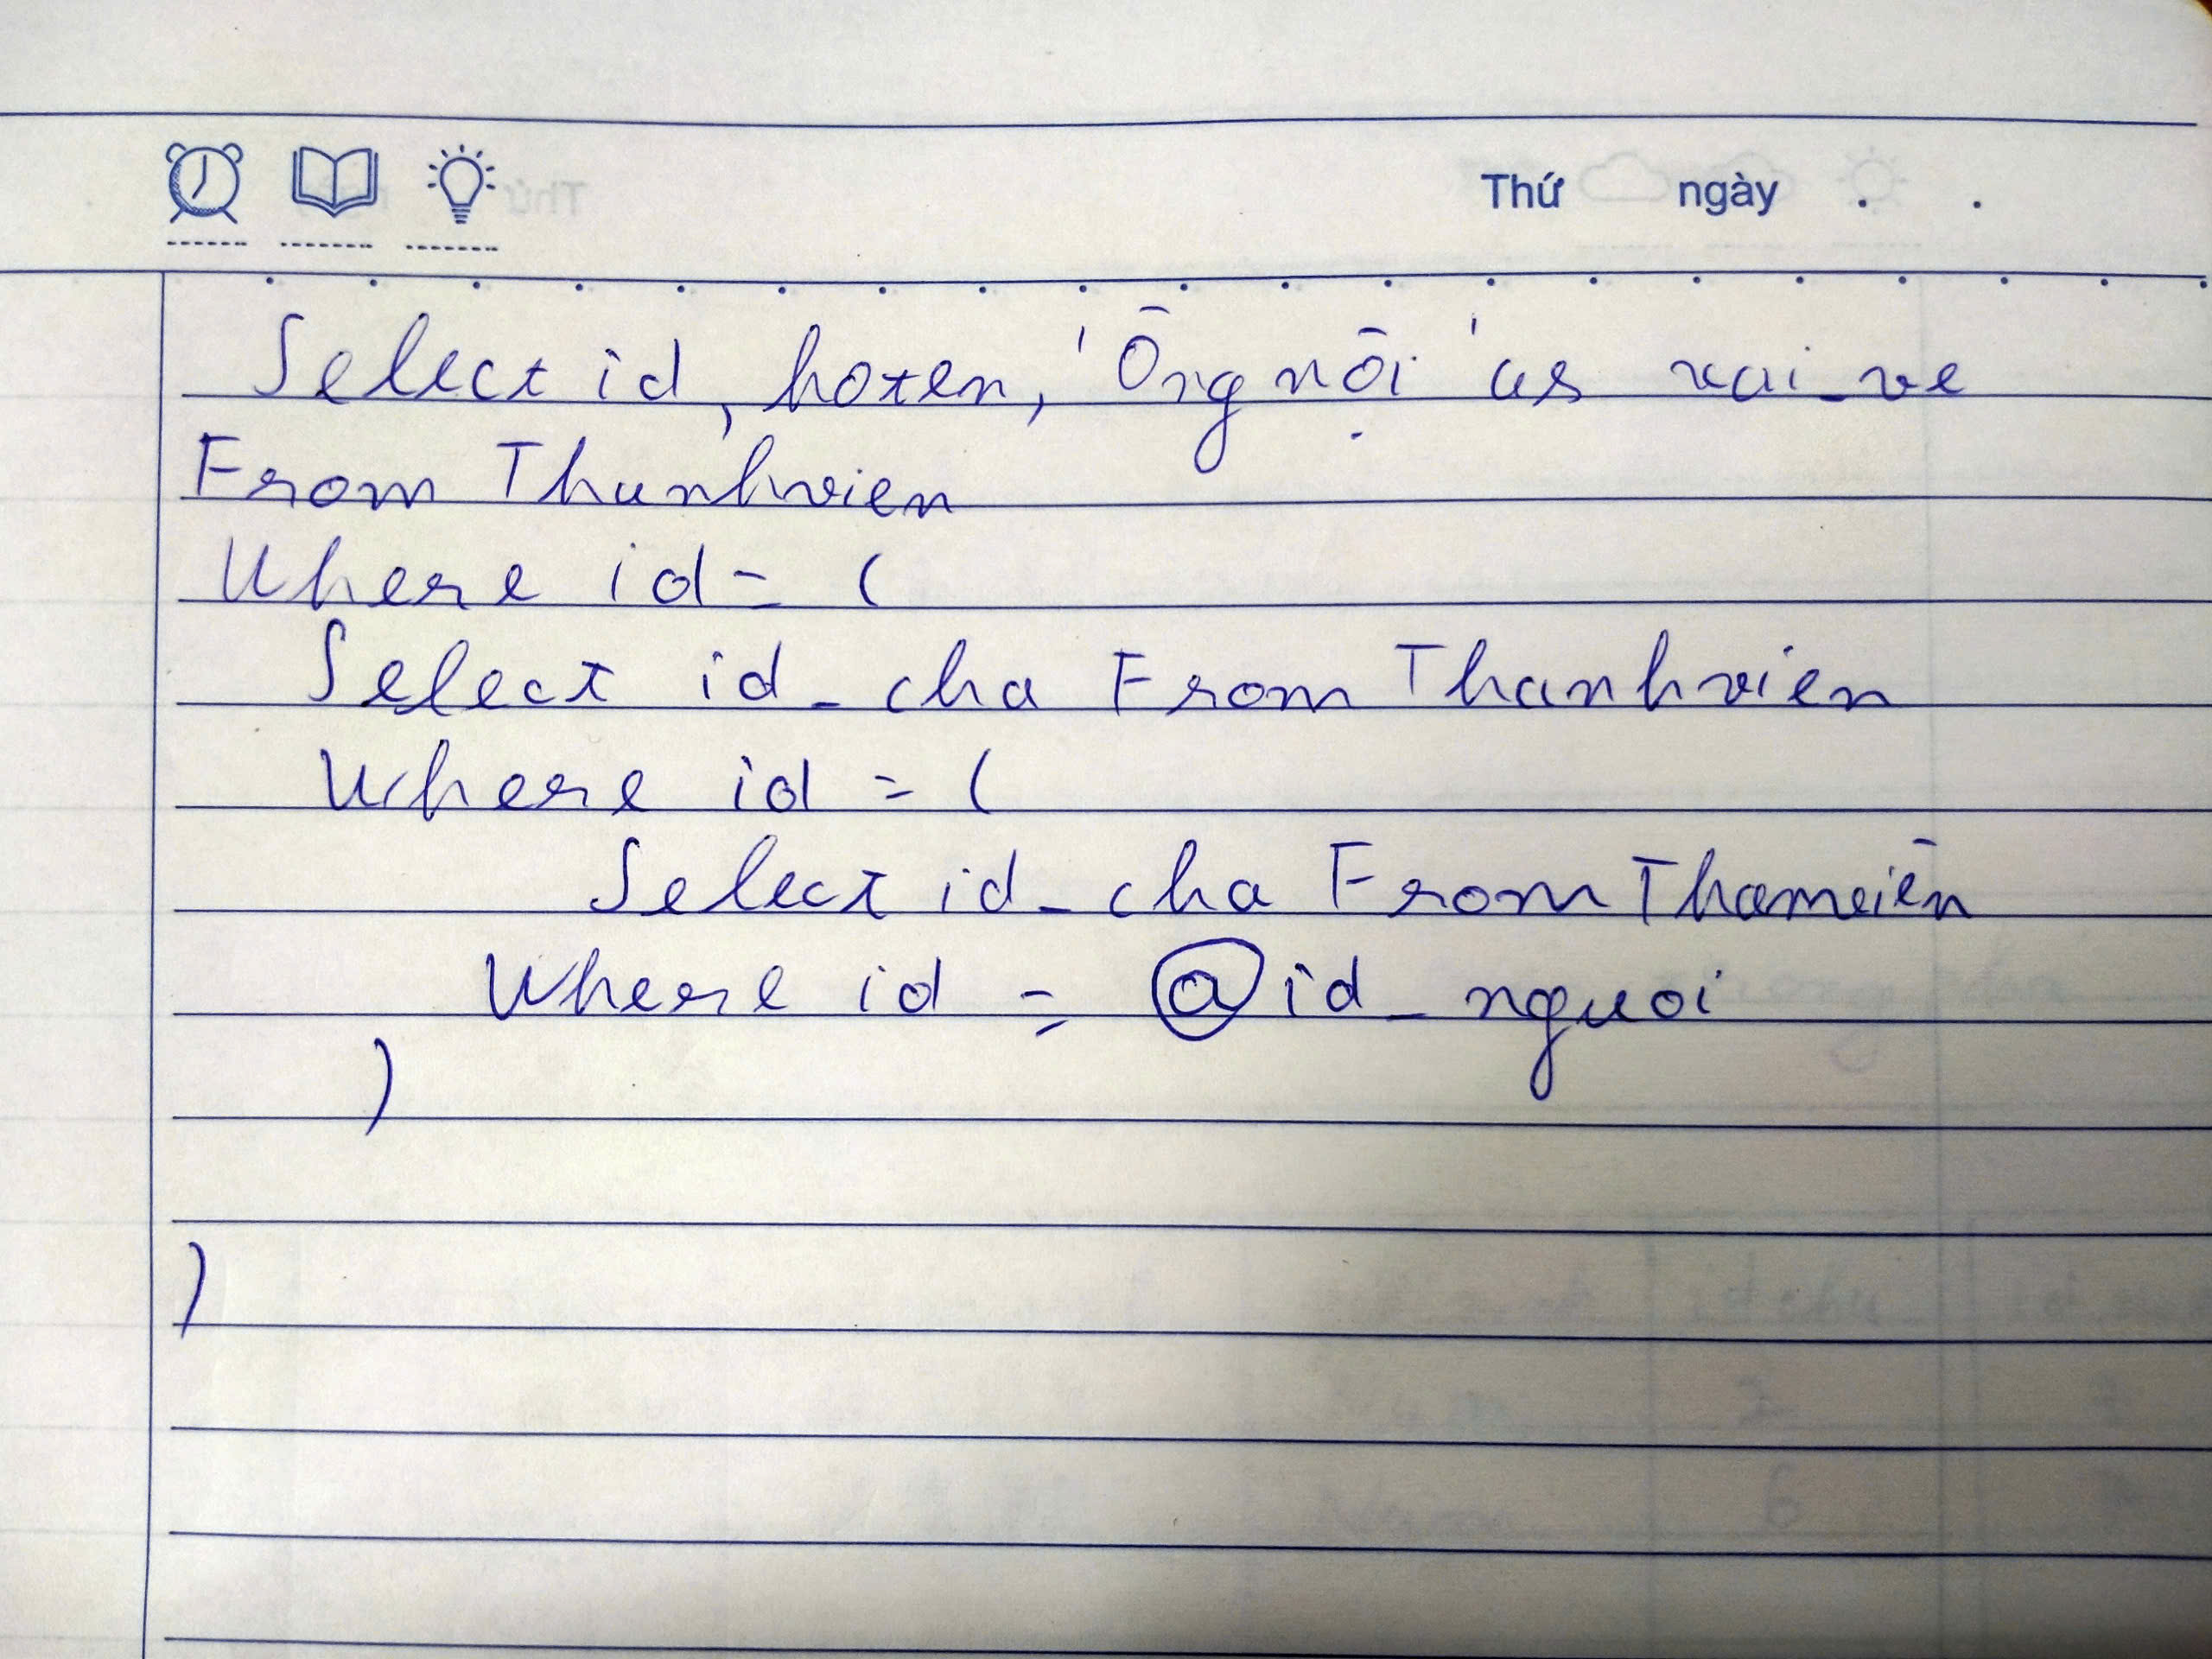 Thứ ngày . .
Select id, hoten, 'Ông nội' as vai_ve
From Thanhvien
Where id = (
Select id_cha From Thanhvien
Where id = (
Select id_cha From
Where id = @id_nguoi
)
)